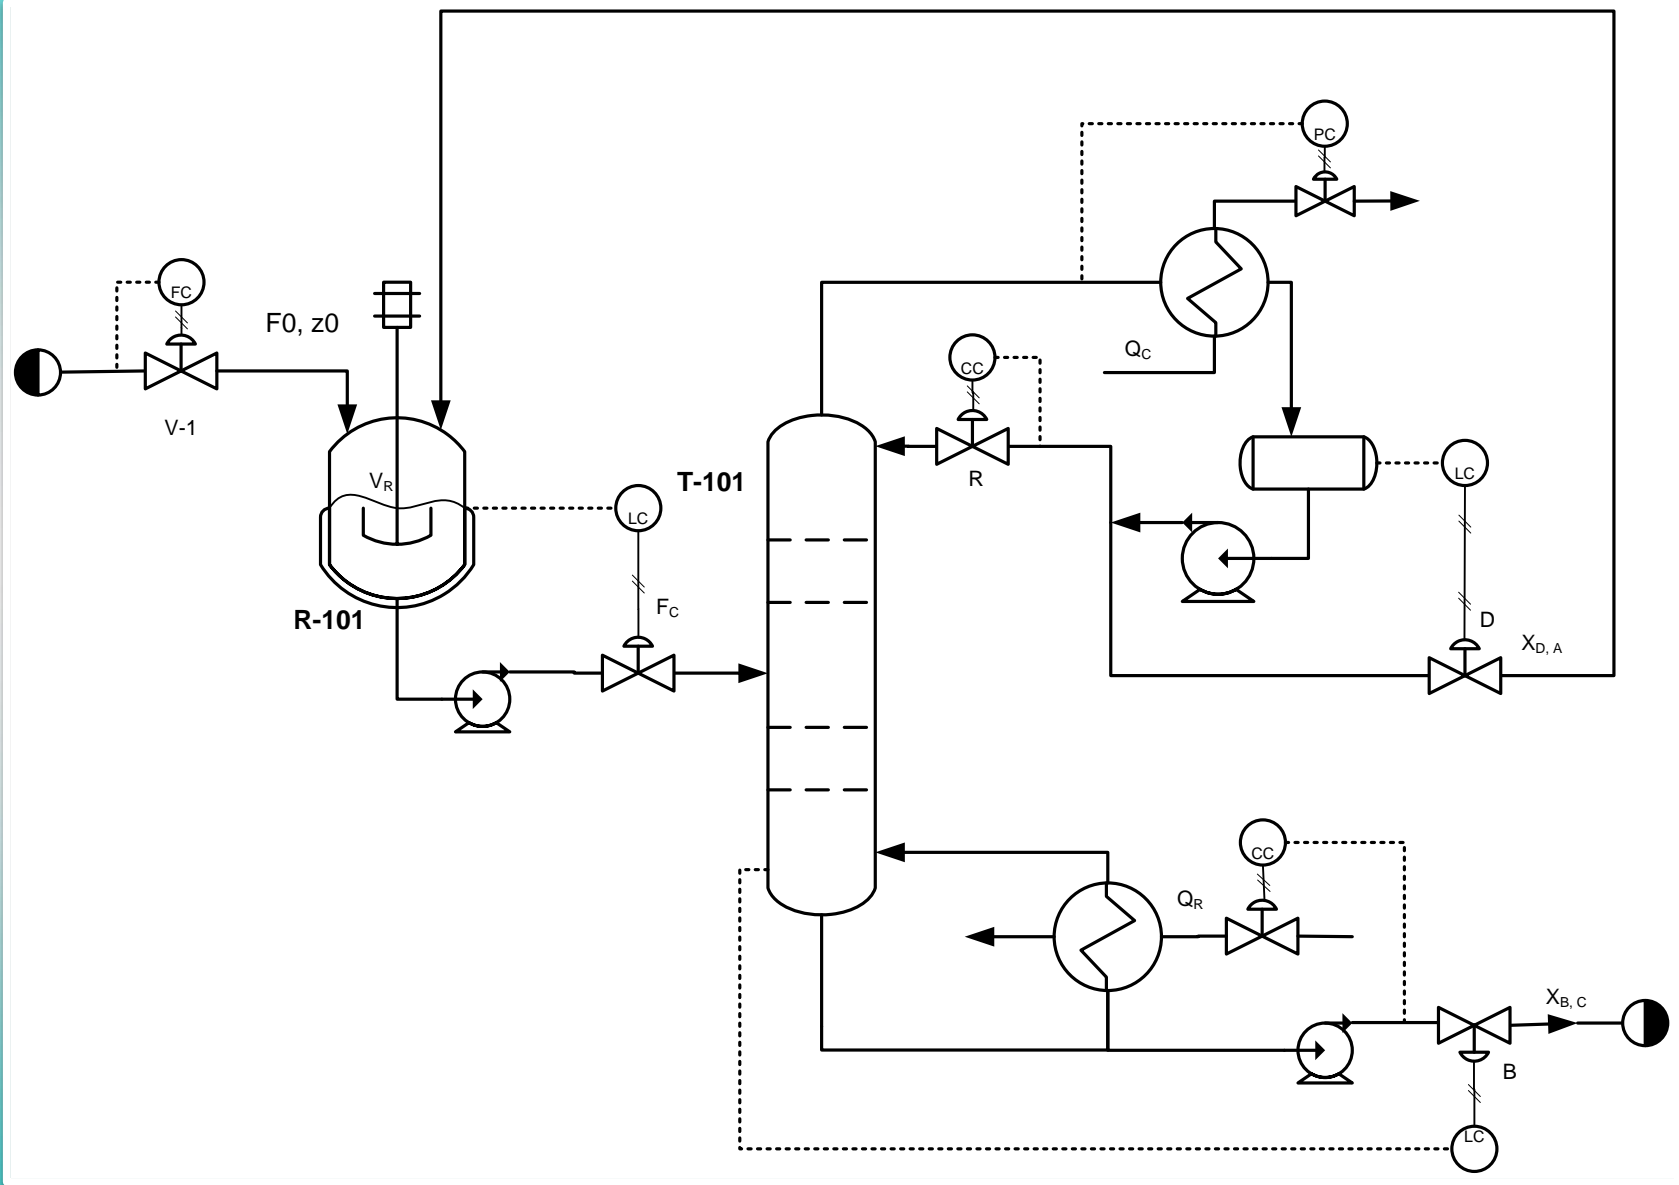 PC
FC
F0, z0
QC
CC
V-1
R
T-101
VR
LC
LC
R-101
FC
D
XD, A
CC
QR
XB, C
B
LC